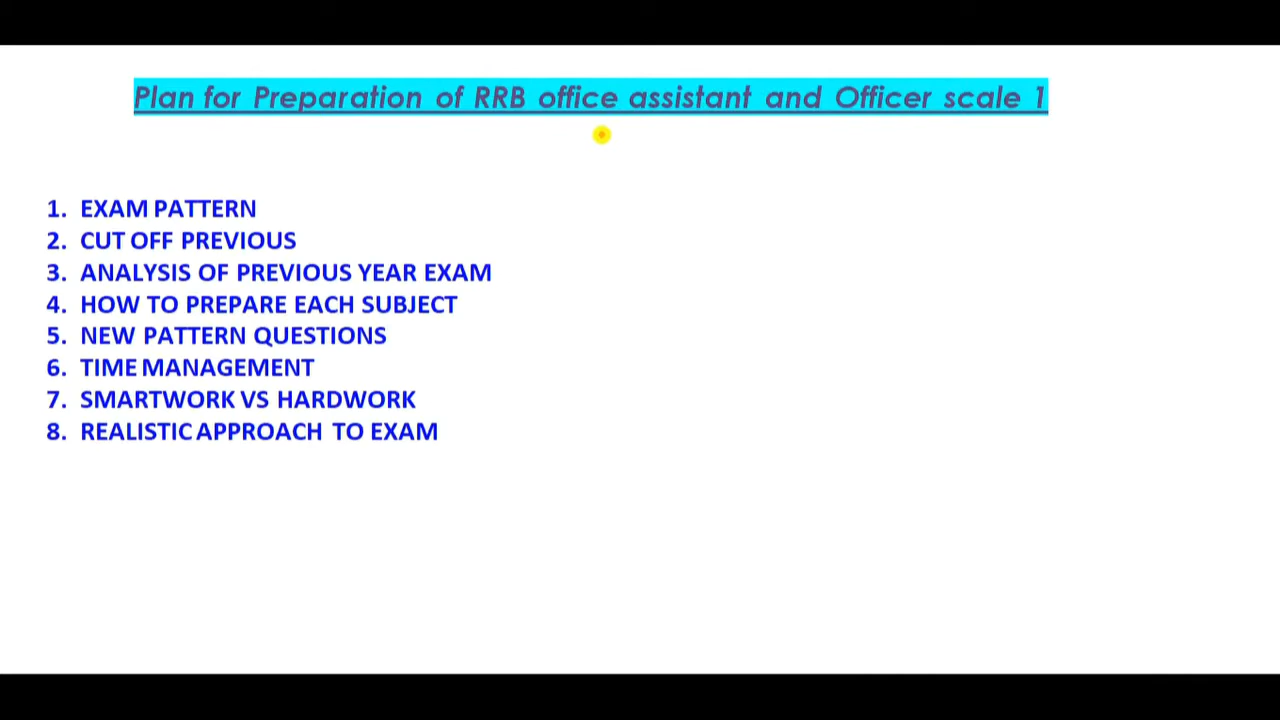 Plan for Preparation of RRB office assistant and Officer scale 1
1. EXAM PATTERN
2. CUT OFF PREVIOUS
3. ANALYSIS OF PREVIOUS YEAR EXAM
4. HOW TO PREPARE EACH SUBJECT
5. NEW PATTERN QUESTIONS
6. TIME MANAGEMENT
7. SMARTWORK VS HARDWORK
8. REALISTIC APPROACH TO EXAM